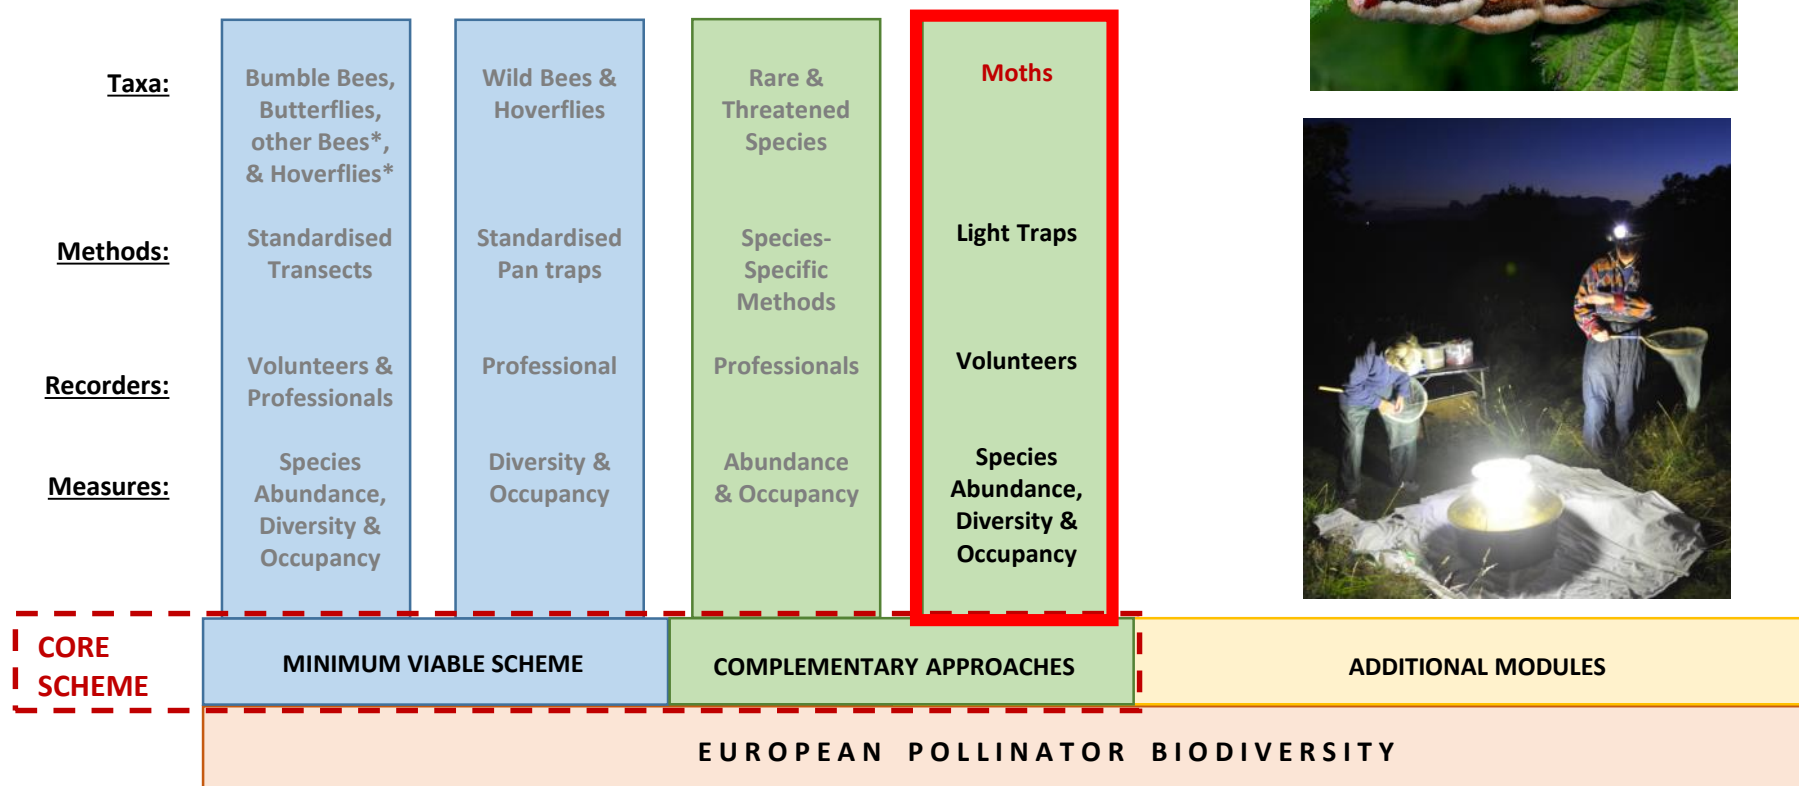 Taxa:
Bumble Bees,
Butterflies,
other Bees*,
& Hoverflies*
Wild Bees &
Hoverflies
Rare &
Threatened
Species
Moths
Methods:
Standardised
Transects
Standardised
Pan traps
Species-
Specific
Methods
Light Traps
Recorders:
Volunteers &
Professionals
Professional
Professionals
Volunteers
Measures:
Species
Abundance,
Diversity &
Occupancy
Diversity &
Occupancy
Abundance
& Occupancy
Species
Abundance,
Diversity &
Occupancy
CORE
SCHEME
MINIMUM VIABLE SCHEME
COMPLEMENTARY APPROACHES
ADDITIONAL MODULES
EUROPEAN POLLINATOR BIODIVERSITY